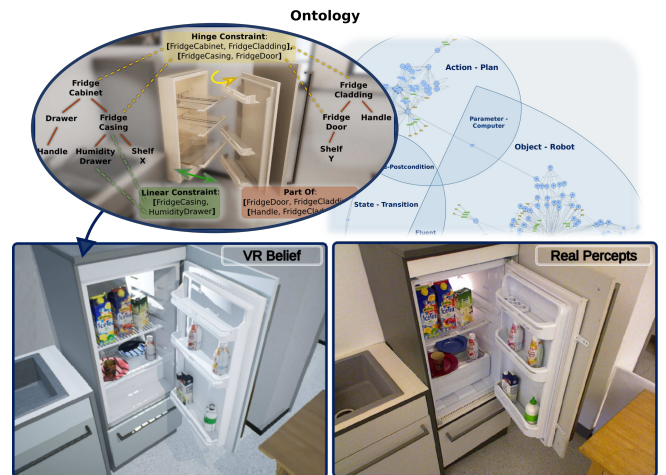 Ontology
Hinge Constraint:
[FridgeCabinet, FridgeCladding],
[FridgeCasing, FridgeDoor]
Fridge
Cabinet
Drawer
Fridge
Casing
Handle
Humidity
Drawer
Shelf
X
Fridge
Cladding
Fridge
Door
Handle
Shelf
Y
Linear Constraint:
[FridgeCasing,
HumidityDrawer]
Part Of:
[FridgeDoor, FridgeCladdi
[Handle, FridgeClad
Action - Plan
Parameter -
Computer
Object - Robot
-Postcondition
State - Transition
Fluent
VR Belief
Real Percepts